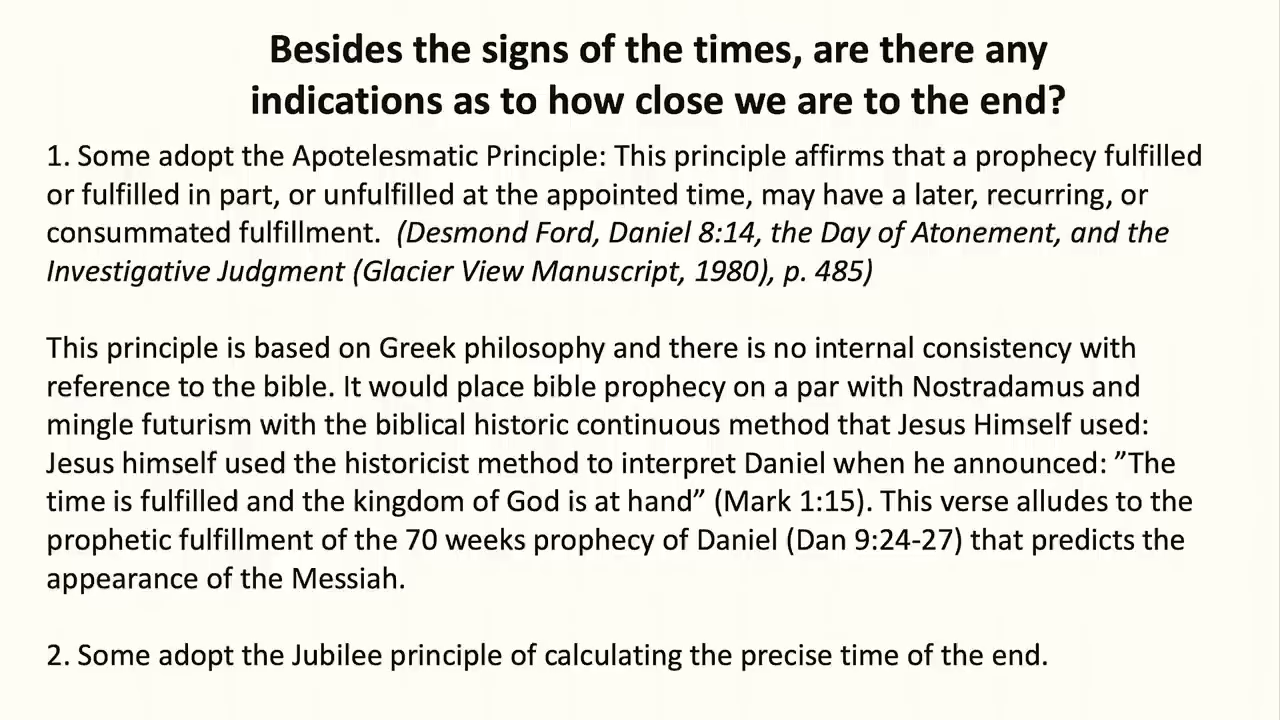 Besides the signs of the times, are there any
indications as to how close we are to the end?
1. Some adopt the Apotelesmatic Principle: This principle affirms that a prophecy fulfilled
or fulfilled in part, or unfulfilled at the appointed time, may have a later, recurring, or
consummated fulfillment. (Desmond Ford, Daniel 8:14, the Day of Atonement, and the
Investigative Judgment (Glacier View Manuscript, 1980), p. 485)
This principle is based on Greek philosophy and there is no internal consistency with
reference to the bible. It would place bible prophecy on a par with Nostradamus and
mingle futurism with the biblical historic continuous method that Jesus Himself used:
Jesus himself used the historicist method to interpret Daniel when he announced: ”The
time is fulfilled and the kingdom of God is at hand” (Mark 1:15). This verse alludes to the
prophetic fulfillment of the 70 weeks prophecy of Daniel (Dan 9:24-27) that predicts the
appearance of the Messiah.
2. Some adopt the Jubilee principle of calculating the precise time of the end.